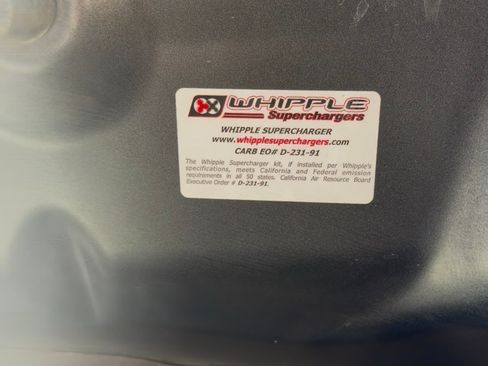 WHIPPLE
Superchargers
WHIPPLE SUPERCHARGER
www.whipplesuperchargers.com
CARB EO# D-231-91
The Whipple Supercharger kit, if installed per Whipple's
specifications, meets California and Federal emission
requirements in all 50 states. California Air Resource Board
Executive Order # D-231-91.